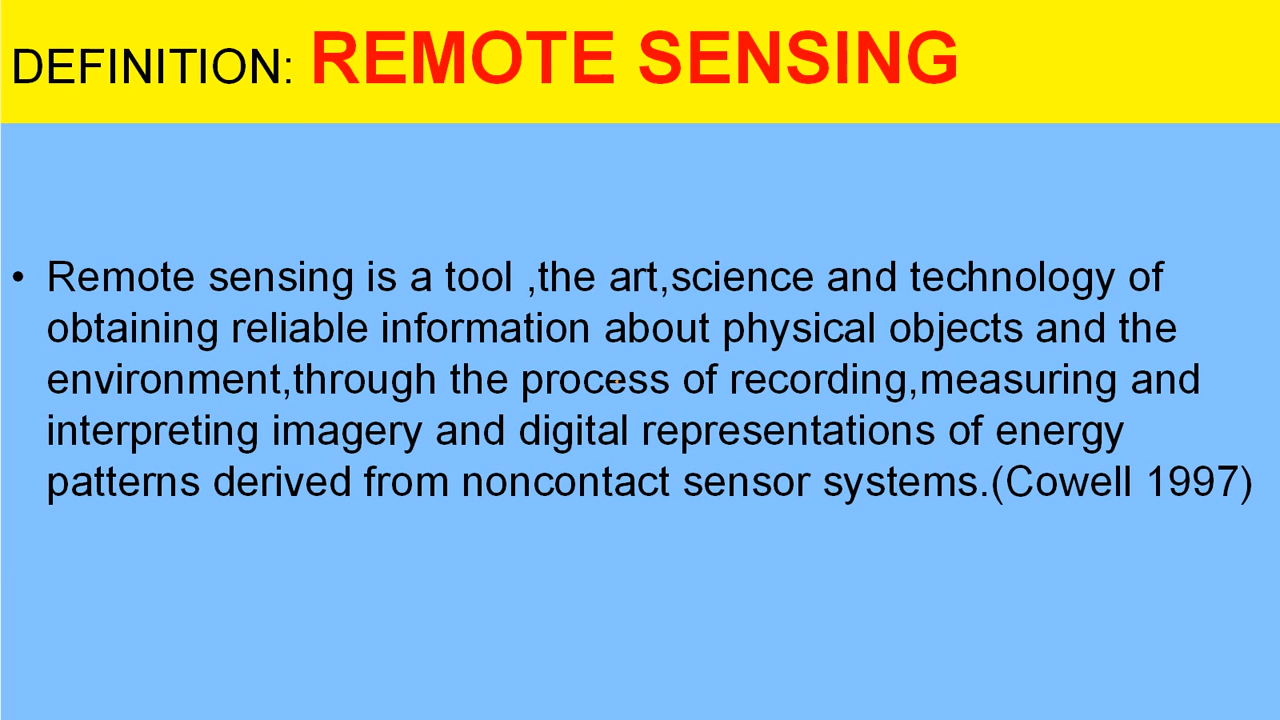 DEFINITION: REMOTE SENSING
• Remote sensing is a tool ,the art,science and technology of
obtaining reliable information about physical objects and the
environment,through the process of recording,measuring and
interpreting imagery and digital representations of energy
patterns derived from noncontact sensor systems.(Cowell 1997)